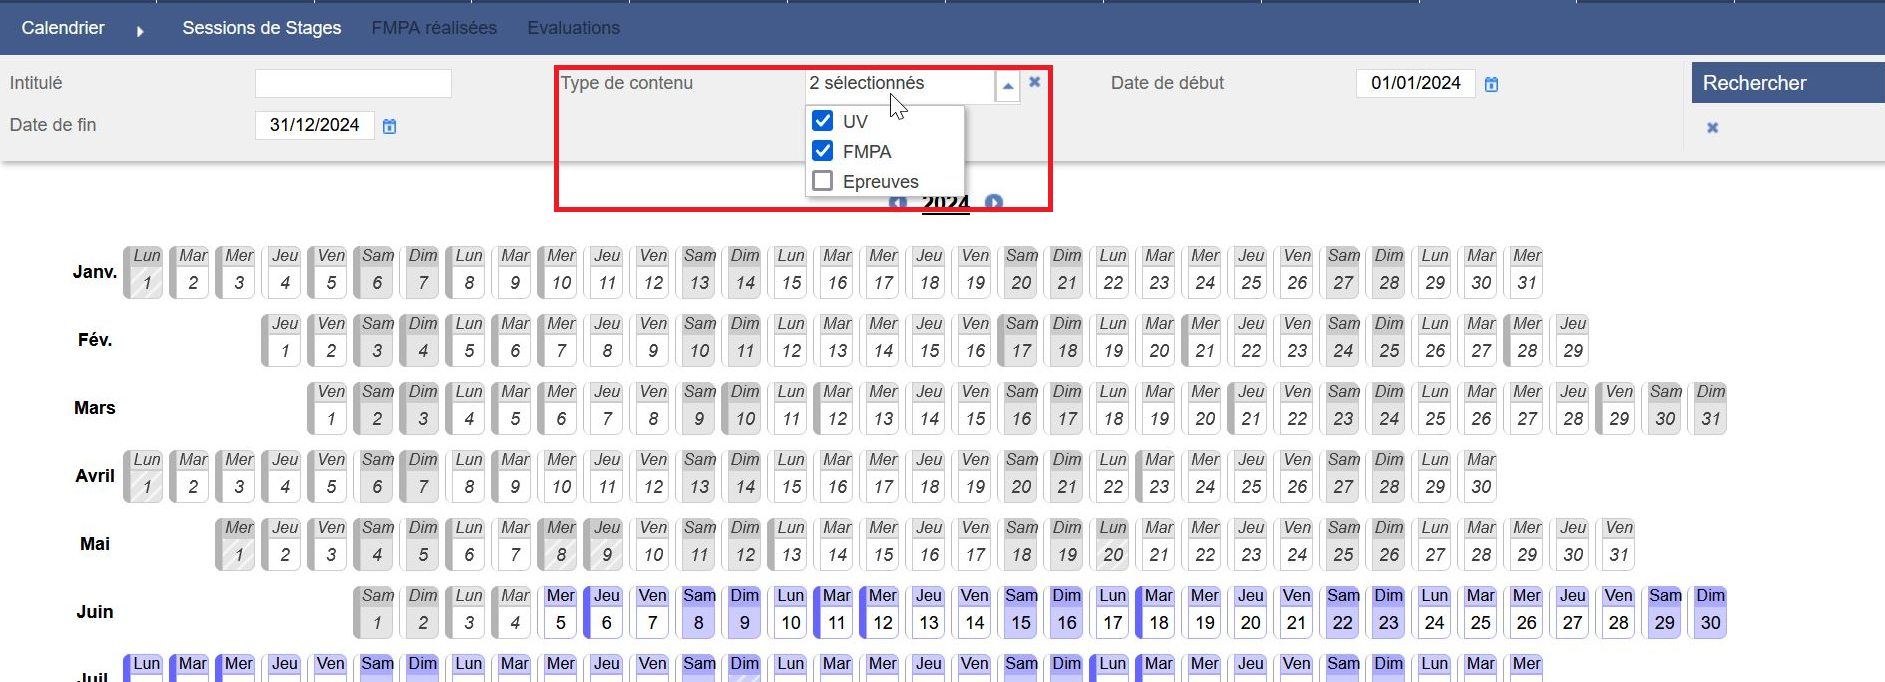 Calendrier Sessions de Stages FMPA réalisées Evaluations
Intitulé Type de contenu 2 sélectionnés Date de début 01/01/2024 Rechercher
UV
Date de fin 31/12/2024
FMPA
Epreuves
2024
Lun Mar Mer Jeu Ven Sam Dim Lun Mar Mer Jeu Ven Sam Dim Lun Mar Mer Jeu Ven Sam Dim Lun Mar Mer Jeu Ven Sam Dim Lun Mar Mer
Janv. 1 2 3 4 5 6 7 8 9 10 11 12 13 14 15 16 17 18 19 20 21 22 23 24 25 26 27 28 29 30 31
Jeu Ven Sam Dim Lun Mar Mer Jeu Ven Sam Dim Lun Mar Mer Jeu Ven Sam Dim Lun Mar Mer Jeu Ven Sam Dim Lun Mar Mer Jeu
Fév. 1 2 3 4 5 6 7 8 9 10 11 12 13 14 15 16 17 18 19 20 21 22 23 24 25 26 27 28 29
Ven Sam Dim Lun Mar Mer Jeu Ven Sam Dim Lun Mar Mer Jeu Ven Sam Dim Lun Mar Mer Jeu Ven Sam Dim Lun Mar Mer Jeu Ven Sam Dim
Mars 1 2 3 4 5 6 7 8 9 10 11 12 13 14 15 16 17 18 19 20 21 22 23 24 25 26 27 28 29 30 31
Lun Mar Mer Jeu Ven Sam Dim Lun Mar Mer Jeu Ven Sam Dim Lun Mar Mer Jeu Ven Sam Dim Lun Mar Mer Jeu Ven Sam Dim Lun Mar
Avril 1 2 3 4 5 6 7 8 9 10 11 12 13 14 15 16 17 18 19 20 21 22 23 24 25 26 27 28 29 30
Mer Jeu Ven Sam Dim Lun Mar Mer Jeu Ven Sam Dim Lun Mar Mer Jeu Ven Sam Dim Lun Mar Mer Jeu Ven Sam Dim Lun Mar Mer Jeu Ven
Mai 1 2 3 4 5 6 7 8 9 10 11 12 13 14 15 16 17 18 19 20 21 22 23 24 25 26 27 28 29 30 31
Sam Dim Lun Mar Mer Jeu Ven Sam Dim Lun Mar Mer Jeu Ven Sam Dim Lun Mar Mer Jeu Ven Sam Dim Lun Mar Mer Jeu Ven Sam Dim
Juin 1 2 3 4 5 6 7 8 9 10 11 12 13 14 15 16 17 18 19 20 21 22 23 24 25 26 27 28 29 30
Lun Mar Mer Jeu Ven Sam Dim Lun Mar Mer Jeu Ven Sam Dim Lun Mar Mer Jeu Ven Sam Dim Lun Mar Mer Jeu Ven Sam Dim Lun Mar Mer
Juil